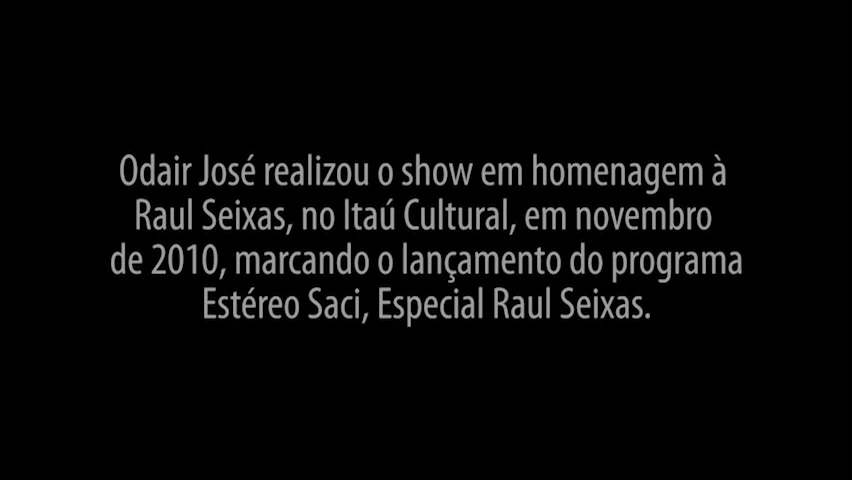 Odair José realizou o show em homenagem à
Raul Seixas, no Itaú Cultural, em novembro
de 2010, marcando o lançamento do programa
Estéreo Saci, Especial Raul Seixas.